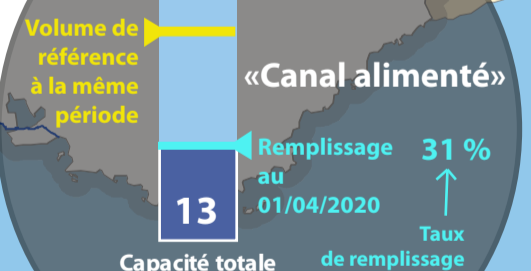 Volume de
référence
à la même
période
«Canal alimenté»
Remplissage
au
01/04/2020
31 %
Taux
de remplissage
13
Capacité totale